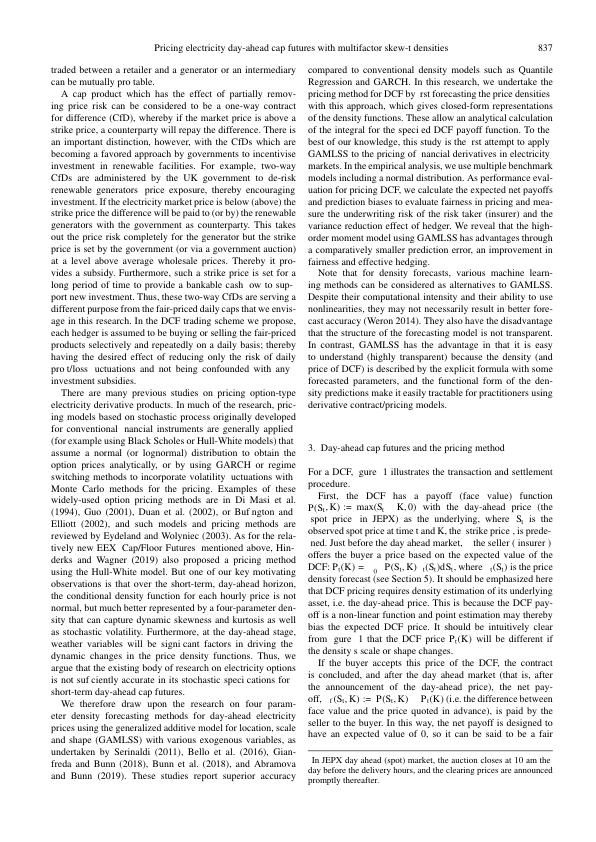 Pricing electricity day-ahead cap futures with multifactor skew-t densities 837
traded between a retailer and a generator or an intermediary
can be mutually pro table.
A cap product which has the effect of partially remov-
ing price risk can be considered to be a one-way contract
for difference (CfD), whereby if the market price is above a
strike price, a counterparty will repay the difference. There is
an important distinction, however, with the CfDs which are
becoming a favored approach by governments to incentivise
investment in renewable facilities. For example, two-way
CfDs are administered by the UK government to de-risk
renewable generators price exposure, thereby encouraging
investment. If the electricity market price is below (above) the
strike price the difference will be paid to (or by) the renewable
generators with the government as counterparty. This takes
out the price risk completely for the generator but the strike
price is set by the government (or via a government auction)
at a level above average wholesale prices. Thereby it pro-
vides a subsidy. Furthermore, such a strike price is set for a
long period of time to provide a bankable cash ow to sup-
port new investment. Thus, these two-way CfDs are serving a
different purpose from the fair-priced daily caps that we envis-
age in this research. In the DCF trading scheme we propose,
each hedger is assumed to be buying or selling the fair-priced
products selectively and repeatedly on a daily basis; thereby
having the desired effect of reducing only the risk of daily
pro t/loss uctuations and not being confounded with any
investment subsidies.
There are many previous studies on pricing option-type
electricity derivative products. In much of the research, pric-
ing models based on stochastic process originally developed
for conventional nancial instruments are generally applied
(for example using Black Scholes or Hull-White models) that
assume a normal (or lognormal) distribution to obtain the
option prices analytically, or by using GARCH or regime
switching methods to incorporate volatility uctuations with
Monte Carlo methods for the pricing. Examples of these
widely-used option pricing methods are in Di Masi et al.
(1994), Guo (2001), Duan et al. (2002), or Buf ngton and
Elliott (2002), and such models and pricing methods are
reviewed by Eydeland and Wolyniec (2003). As for the rela-
tively new EEX Cap/Floor Futures mentioned above, Hin-
derks and Wagner (2019) also proposed a pricing method
using the Hull-White model. But one of our key motivating
observations is that over the short-term, day-ahead horizon,
the conditional density function for each hourly price is not
normal, but much better represented by a four-parameter den-
sity that can capture dynamic skewness and kurtosis as well
as stochastic volatility. Furthermore, at the day-ahead stage,
weather variables will be signi cant factors in driving the
dynamic changes in the price density functions. Thus, we
argue that the existing body of research on electricity options
is not suf ciently accurate in its stochastic speci cations for
short-term day-ahead cap futures.
We therefore draw upon the research on four param-
eter density forecasting methods for day-ahead electricity
prices using the generalized additive model for location, scale
and shape (GAMLSS) with various exogenous variables, as
undertaken by Serinaldi (2011), Bello et al. (2016), Gian-
freda and Bunn (2018), Bunn et al. (2018), and Abramova
and Bunn (2019). These studies report superior accuracy
compared to conventional density models such as Quantile
Regression and GARCH. In this research, we undertake the
pricing method for DCF by rst forecasting the price densities
with this approach, which gives closed-form representations
of the density functions. These allow an analytical calculation
of the integral for the speci ed DCF payoff function. To the
best of our knowledge, this study is the rst attempt to apply
GAMLSS to the pricing of nancial derivatives in electricity
markets. In the empirical analysis, we use multiple benchmark
models including a normal distribution. As performance eval-
uation for pricing DCF, we calculate the expected net payoffs
and prediction biases to evaluate fairness in pricing and mea-
sure the underwriting risk of the risk taker (insurer) and the
variance reduction effect of hedger. We reveal that the high-
order moment model using GAMLSS has advantages through
a comparatively smaller prediction error, an improvement in
fairness and effective hedging.
Note that for density forecasts, various machine learn-
ing methods can be considered as alternatives to GAMLSS.
Despite their computational intensity and their ability to use
nonlinearities, they may not necessarily result in better fore-
cast accuracy (Weron 2014). They also have the disadvantage
that the structure of the forecasting model is not transparent.
In contrast, GAMLSS has the advantage in that it is easy
to understand (highly transparent) because the density (and
price of DCF) is described by the explicit formula with some
forecasted parameters, and the functional form of the den-
sity predictions make it easily tractable for practitioners using
derivative contract/pricing models.
3. Day-ahead cap futures and the pricing method
For a DCF, gure 1 illustrates the transaction and settlement
procedure.
First, the DCF has a payoff (face value) function
P(St, K) := max(St K, 0) with the day-ahead price (the
spot price in JEPX) as the underlying, where St is the
observed spot price at time t and K, the strike price , is prede-
ned. Just before the day ahead market, the seller ( insurer )
offers the buyer a price based on the expected value of the
DCF: Pt(K) = 0 P(St, K) t(St)dSt, where t(St) is the price
density forecast (see Section 5). It should be emphasized here
that DCF pricing requires density estimation of its underlying
asset, i.e. the day-ahead price. This is because the DCF pay-
off is a non-linear function and point estimation may thereby
bias the expected DCF price. It should be intuitively clear
from gure 1 that the DCF price Pt(K) will be different if
the density s scale or shape changes.
If the buyer accepts this price of the DCF, the contract
is concluded, and after the day ahead market (that is, after
the announcement of the day-ahead price), the net pay-
off, f(St, K) := P(St, K) Pt(K) (i.e. the difference between
face value and the price quoted in advance), is paid by the
seller to the buyer. In this way, the net payoff is designed to
have an expected value of 0, so it can be said to be a fair
In JEPX day ahead (spot) market, the auction closes at 10 am the
day before the delivery hours, and the clearing prices are announced
promptly thereafter.